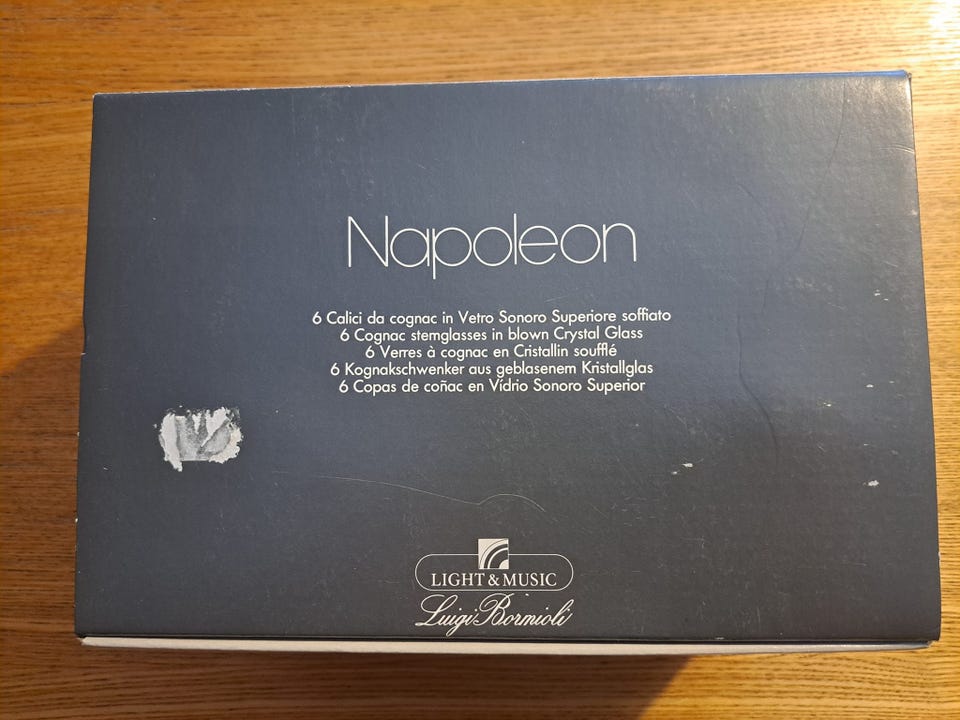 Napoleon
6 Calici da cognac in Vetro Sonoro Superiore soffiato
6 Cognac stemglasses in blown Crystal Glass
6 Verres à cognac en Cristallin soufflé
6 Kognakschwenker aus geblasenem Kristallglas
6 Copas de coñac en Vídrio Sonoro Superior
LIGHT & MUSIC
Luigi Bormioli